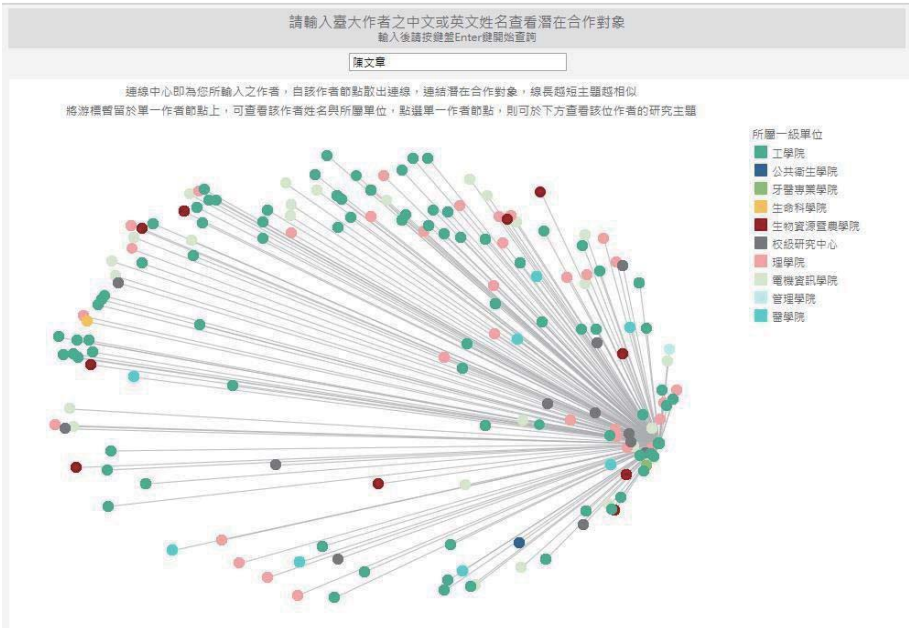 請輸入臺大作者之中文或英文姓名查看潛在合作對象
輸入後請按鍵盤Enter鍵開始查詢
陳文章
連線中心即為您所輸入之作者，自該作者節點散出連線，連結潛在合作對象，線長越短主題越相似
將游標暫留於單一作者節點上，可查看該作者姓名與所屬單位，點選單一作者節點，則可於下方查看該位作者的研究主題
所屬一級單位
工學院
公共衛生學院
牙醫專業學院
生命科學院
生物資源暨農學院
校級研究中心
理學院
電機資訊學院
管理學院
醫學院